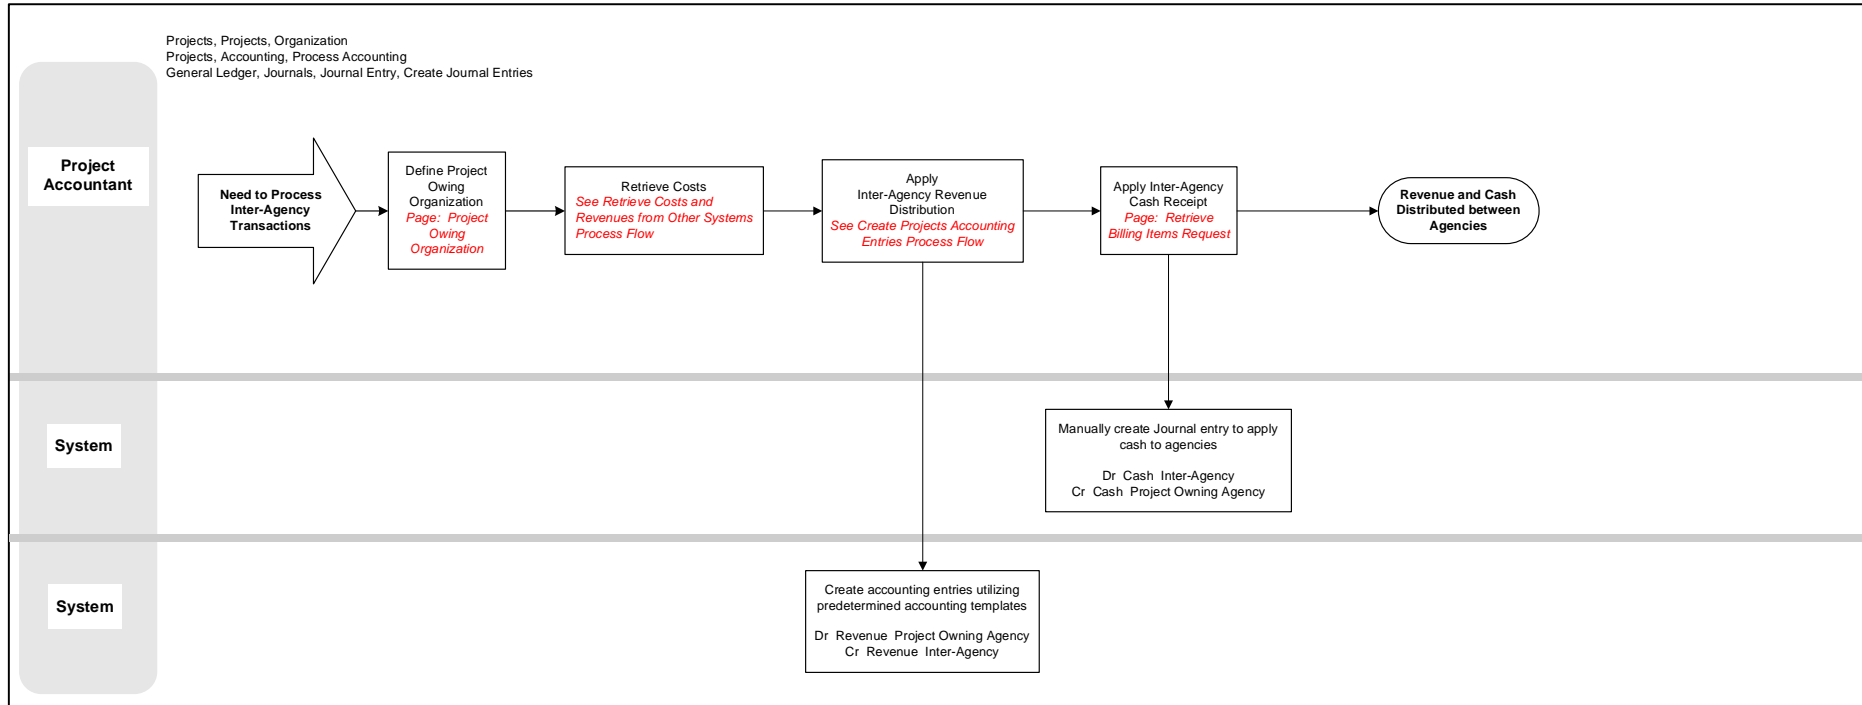 Projects, Projects, Organization
Projects, Accounting, Process Accounting
General Ledger, Journals, Journal Entry, Create Journal Entries
Project
Accountant
Need to Process
Inter-Agency
Transactions
Define Project
Owing
Organization
Page: Project
Owing
Organization
Retrieve Costs
See Retrieve Costs and
Revenues from Other Systems
Process Flow
Apply
Inter-Agency Revenue
Distribution
See Create Projects Accounting
Entries Process Flow
Apply Inter-Agency
Cash Receipt
Page: Retrieve
Billing Items Request
Revenue and Cash
Distributed between
Agencies
System
Manually create Journal entry to apply
cash to agencies
Dr Cash Inter-Agency
Cr Cash Project Owning Agency
System
Create accounting entries utilizing
predetermined accounting templates
Dr Revenue Project Owning Agency
Cr Revenue Inter-Agency